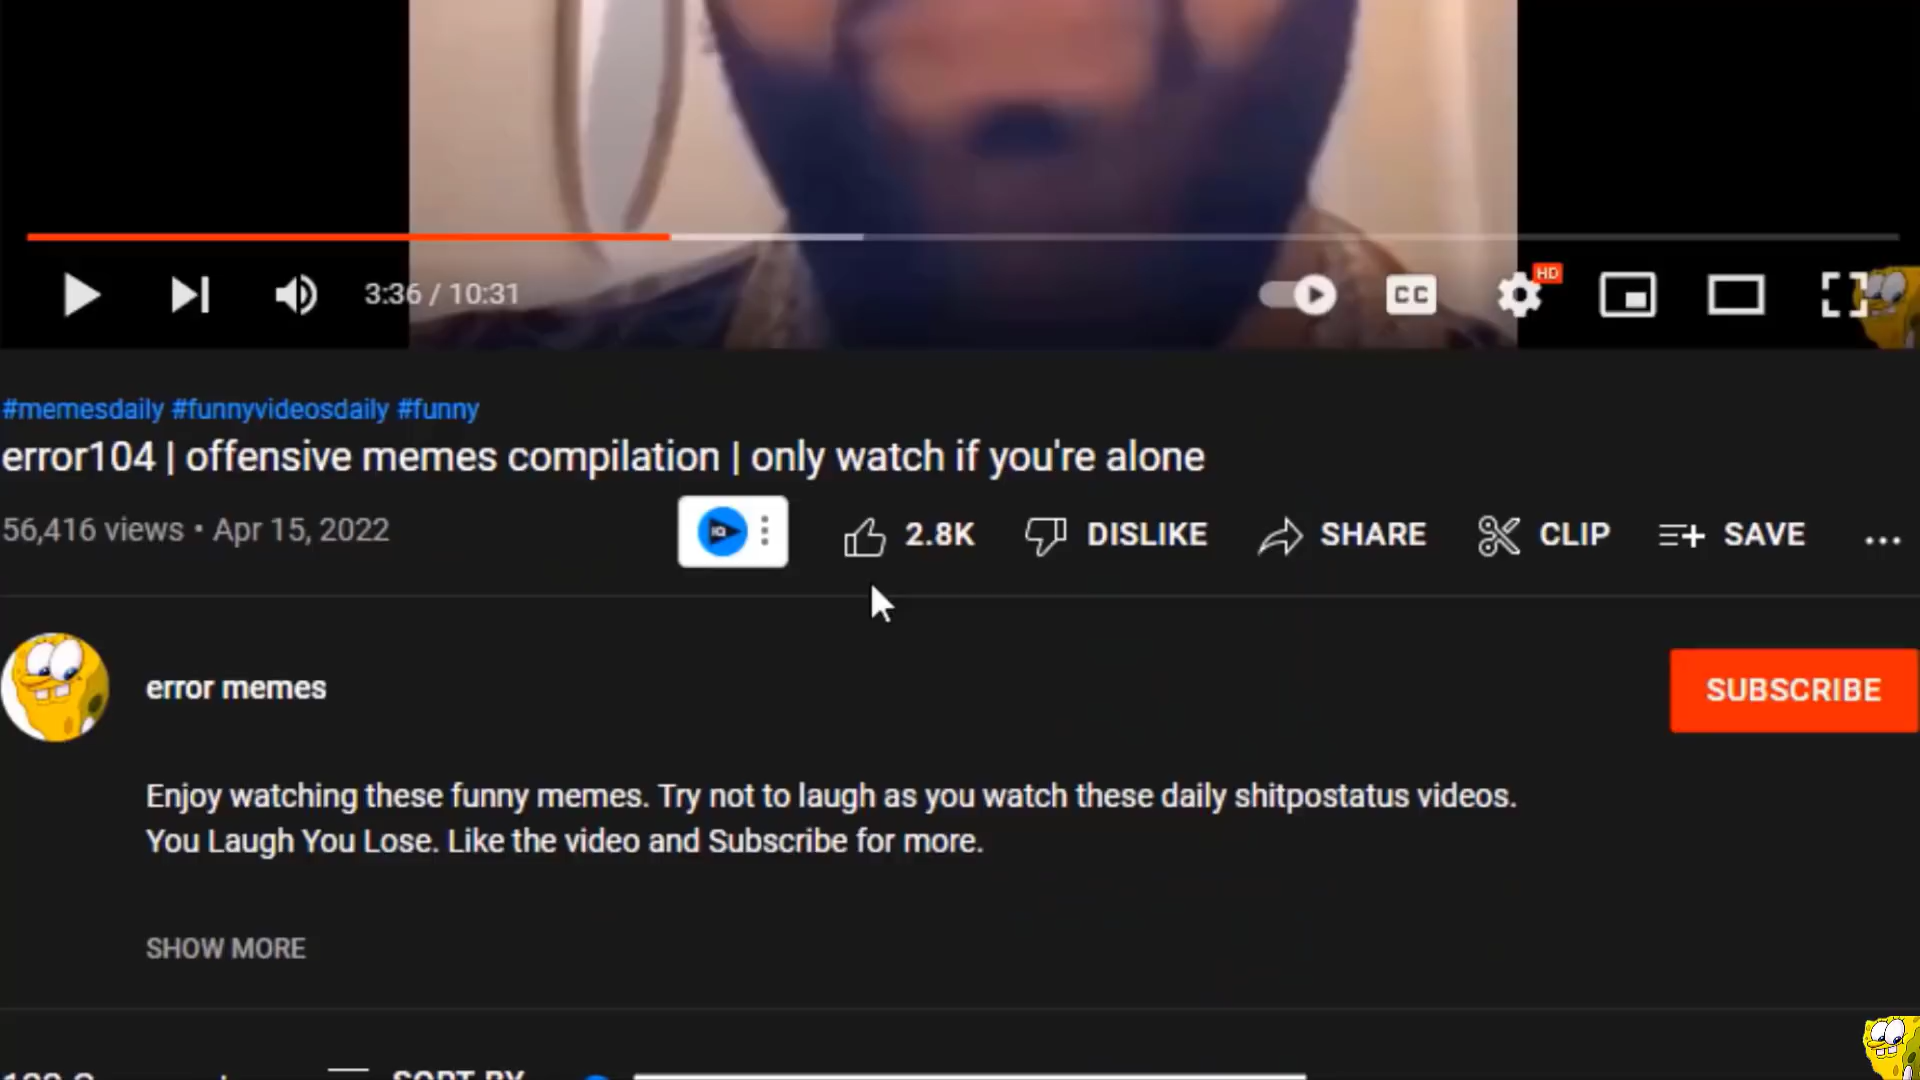 3:36 / 10:31
CC
HD
#memesdaily #funnyvideosdaily #funny
error104 | offensive memes compilation | only watch if you're alone
56,416 views • Apr 15, 2022
IQ
2.8K
DISLIKE
SHARE
CLIP
SAVE
error memes
SUBSCRIBE
Enjoy watching these funny memes. Try not to laugh as you watch these daily shitpostatus videos.
You Laugh You Lose. Like the video and Subscribe for more.
SHOW MORE
SORT BY